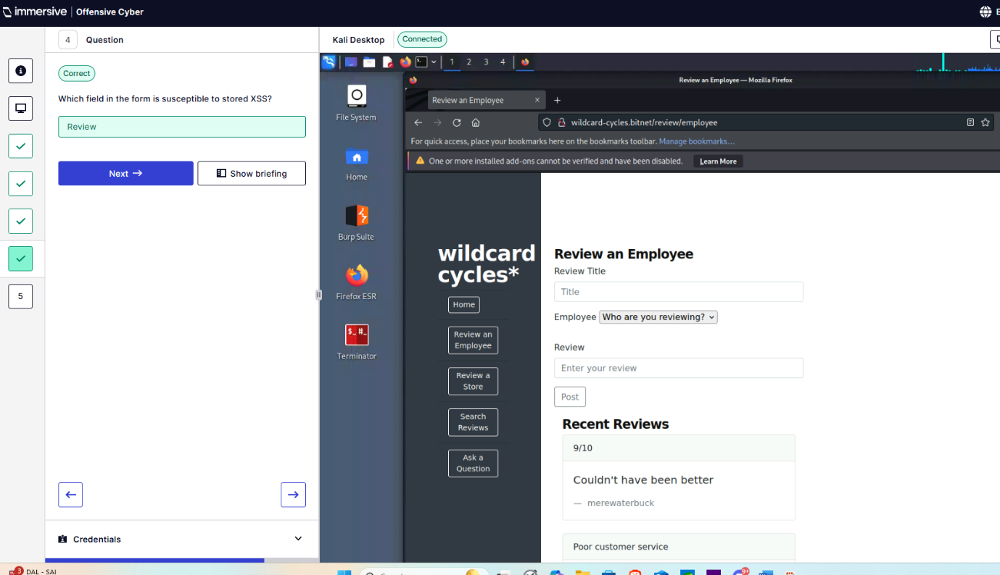 immersive | Offensive Cyber
4 Question
Correct
Which field in the form is susceptible to stored XSS?
Review
Next →
Show briefing
5
Credentials
Kali Desktop
Connected
1 2 3 4
File System
Home
Burp Suite
Firefox ESR
$_ #_
Terminator
Review an Employee — Mozilla Firefox
Review an Employee × +
wildcard-cycles.bitnet/review/employee
For quick access, place your bookmarks here on the bookmarks toolbar. Manage bookmarks…
One or more installed add-ons cannot be verified and have been disabled. Learn More
wildcard
cycles*
Home
Review an
Employee
Review a
Store
Search
Reviews
Ask a
Question
Review an Employee
Review Title
Title
Employee Who are you reviewing?
Review
Enter your review
Post
Recent Reviews
9/10
Couldn't have been better
— merewaterbuck
Poor customer service
3 DAL - SAI
9+